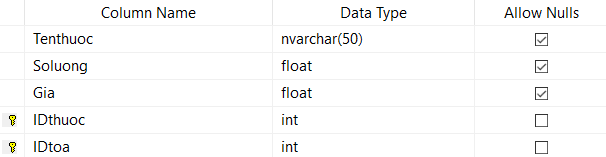 Column Name Data Type Allow Nulls
Tenthuoc nvarchar(50)
Soluong float
Gia float
IDthuoc int
IDtoa int